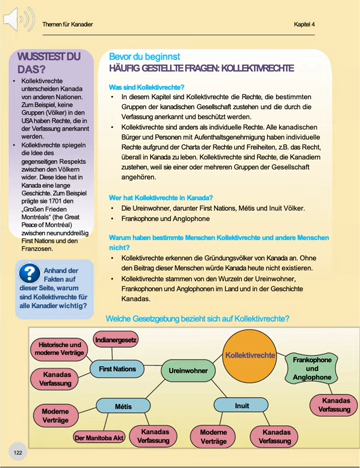 Themen für Kanadier
Kapitel 4
WUSSTEST DU
DAS?
• Kollektivrechte
unterscheiden Kanada
von anderen Nationen.
Zum Beispiel, keine
Gruppen (Völker) in den
USA haben Rechte, die in
der Verfassung anerkannt
werden.
• Kollektivrechte spiegeln
die Idee des
gegenseitigen Respekts
zwischen den Völkern
wider. Diese Idee hat in
Kanada eine lange
Geschichte. Zum Beispiel
prägte sie 1701 den
„Großen Frieden
Montréals" (the Great
Peace of Montréal)
zwischen neununddreißig
First Nations und den
Franzosen.
? Anhand der
Fakten auf
dieser Seite, warum
sind Kollektivrechte für
alle Kanadier wichtig?
Bevor du beginnst
HÄUFIG GESTELLTE FRAGEN: KOLLEKTIVRECHTE
Was sind Kollektivrechte?
• In diesem Kapitel sind Kollektivrechte die Rechte, die bestimmten
Gruppen der kanadischen Gesellschaft zustehen und die durch die
Verfassung anerkannt und beschützt werden.
• Kollektivrechte sind anders als individuelle Rechte. Alle kanadischen
Bürger und Personen mit Aufenthaltsgenehmigung haben individuelle
Rechte aufgrund der Charta der Rechte und Freiheiten, z.B. das Recht,
überall in Kanada zu leben. Kollektivrechte sind Rechte, die Kanadiern
zustehen, weil sie einer oder mehreren Gruppen der Gesellschaft
angehören.
Wer hat Kollektivrechte in Kanada?
• Die Ureinwohner, darunter First Nations, Métis und Inuit Völker.
• Frankophone und Anglophone
Warum haben bestimmte Menschen Kollektivrechte und andere Menschen
nicht?
• Kollektivrechte erkennen die Gründungsvölker von Kanada an. Ohne
den Beitrag dieser Menschen würde Kanada heute nicht existieren.
• Kollektivrechte stammen von den Wurzeln der Ureinwohner,
Frankophonen und Anglophonen im Land und in der Geschichte
Kanadas.
Welche Gesetzgebung bezieht sich auf Kollektivrechte?
Historische und
moderne Verträge
Indianergesetz
Kanadas
Verfassung
First Nations
Ureinwohner
Kollektivrechte
Frankophone
und
Anglophone
Kanadas
Verfassung
Moderne
Verträge
Métis
Inuit
Der Manitoba Akt
Kanadas
Verfassung
Moderne
Verträge
Kanadas
Verfassung
122